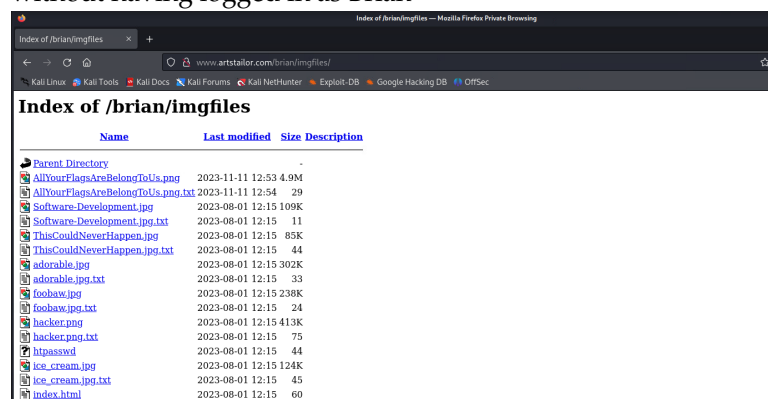 without having logged in as Brian
Index of /brian/imgfiles — Mozilla Firefox Private Browsing
Index of /brian/imgfiles × +
www.artstailor.com/brian/imgfiles/
Kali Linux Kali Tools Kali Docs Kali Forums Kali NetHunter Exploit-DB Google Hacking DB OffSec
Index of /brian/imgfiles
Name Last modified Size Description
Parent Directory -
AllYourFlagsAreBelongToUs.png 2023-11-11 12:53 4.9M
AllYourFlagsAreBelongToUs.png.txt 2023-11-11 12:54 29
Software-Development.jpg 2023-08-01 12:15 109K
Software-Development.jpg.txt 2023-08-01 12:15 11
ThisCouldNeverHappen.jpg 2023-08-01 12:15 85K
ThisCouldNeverHappen.jpg.txt 2023-08-01 12:15 44
adorable.jpg 2023-08-01 12:15 302K
adorable.jpg.txt 2023-08-01 12:15 33
foobaw.jpg 2023-08-01 12:15 238K
foobaw.jpg.txt 2023-08-01 12:15 24
hacker.png 2023-08-01 12:15 413K
hacker.png.txt 2023-08-01 12:15 75
htpasswd 2023-08-01 12:15 44
ice_cream.jpg 2023-08-01 12:15 124K
ice_cream.jpg.txt 2023-08-01 12:15 45
index.html 2023-08-01 12:15 60